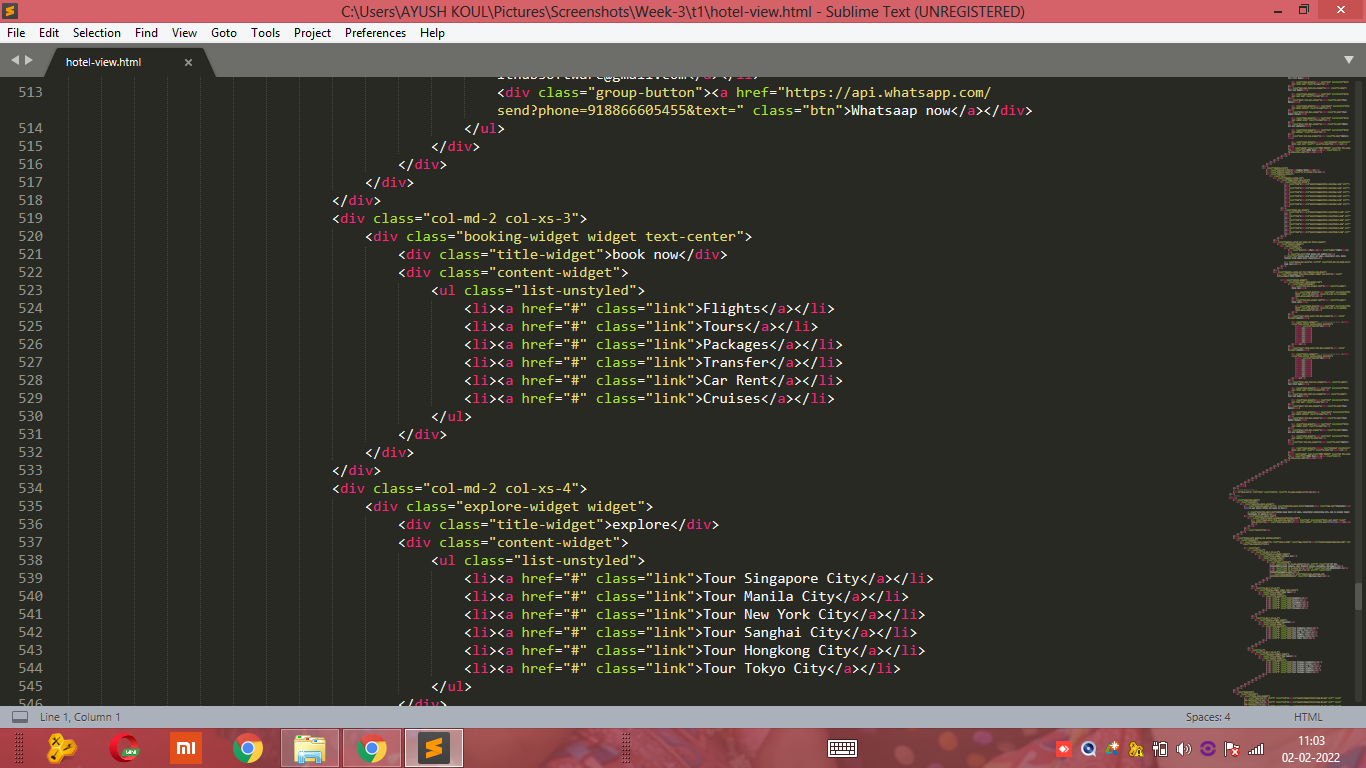 C:\Users\AYUSH KOUL\Pictures\Screenshots\Week-3\t1\hotel-view.html - Sublime Text (UNREGISTERED)
File Edit Selection Find View Goto Tools Project Preferences Help
hotel-view.html
513 <div class="group-button"><a href="https://api.whatsapp.com/
send?phone=918866605455&text=" class="btn">Whatsaap now</a></div>
514 </ul>
515 </div>
516 </div>
517 </div>
518 </div>
519 <div class="col-md-2 col-xs-3">
520 <div class="booking-widget widget text-center">
521 <div class="title-widget">book now</div>
522 <div class="content-widget">
523 <ul class="list-unstyled">
524 <li><a href="#" class="link">Flights</a></li>
525 <li><a href="#" class="link">Tours</a></li>
526 <li><a href="#" class="link">Packages</a></li>
527 <li><a href="#" class="link">Transfer</a></li>
528 <li><a href="#" class="link">Car Rent</a></li>
529 <li><a href="#" class="link">Cruises</a></li>
530 </ul>
531 </div>
532 </div>
533 </div>
534 <div class="col-md-2 col-xs-4">
535 <div class="explore-widget widget">
536 <div class="title-widget">explore</div>
537 <div class="content-widget">
538 <ul class="list-unstyled">
539 <li><a href="#" class="link">Tour Singapore City</a></li>
540 <li><a href="#" class="link">Tour Manila City</a></li>
541 <li><a href="#" class="link">Tour New York City</a></li>
542 <li><a href="#" class="link">Tour Sanghai City</a></li>
543 <li><a href="#" class="link">Tour Hongkong City</a></li>
544 <li><a href="#" class="link">Tour Tokyo City</a></li>
545 </ul>
546 </div>
Line 1, Column 1 Spaces: 4 HTML
mi
11:03
02-02-2022